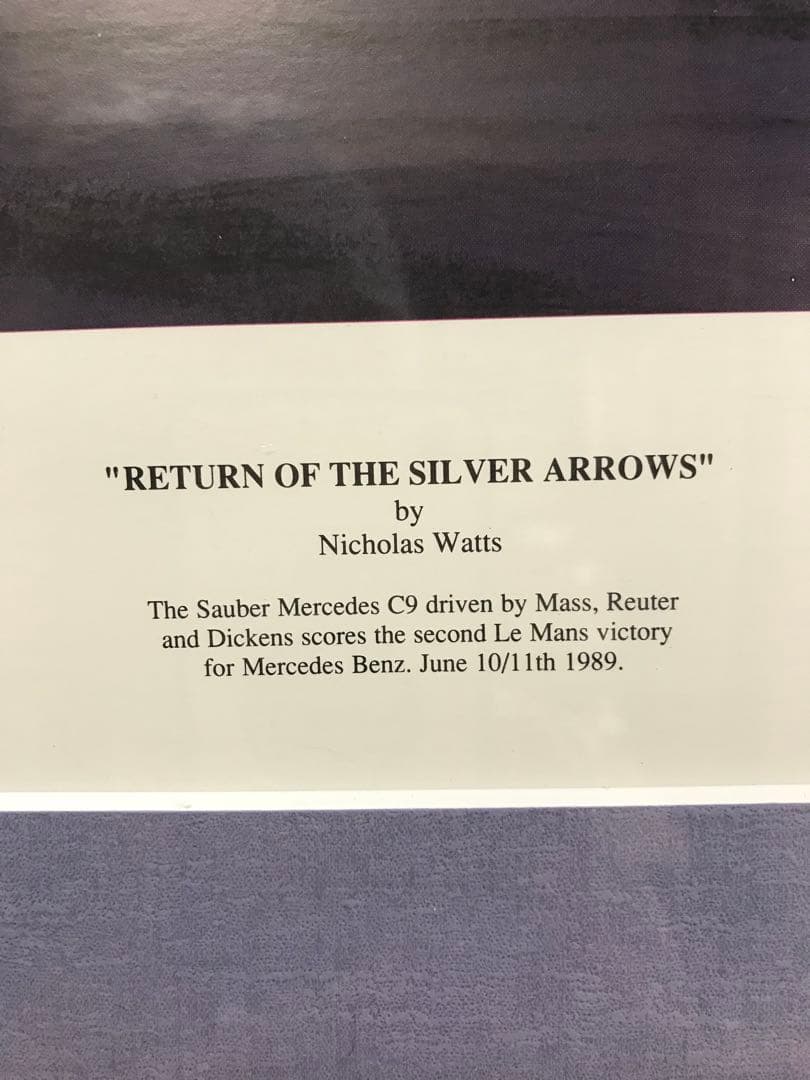 "RETURN OF THE SILVER ARROWS"
by
Nicholas Watts
The Sauber Mercedes C9 driven by Mass, Reuter
and Dickens scores the second Le Mans victory
for Mercedes Benz. June 10/11th 1989.